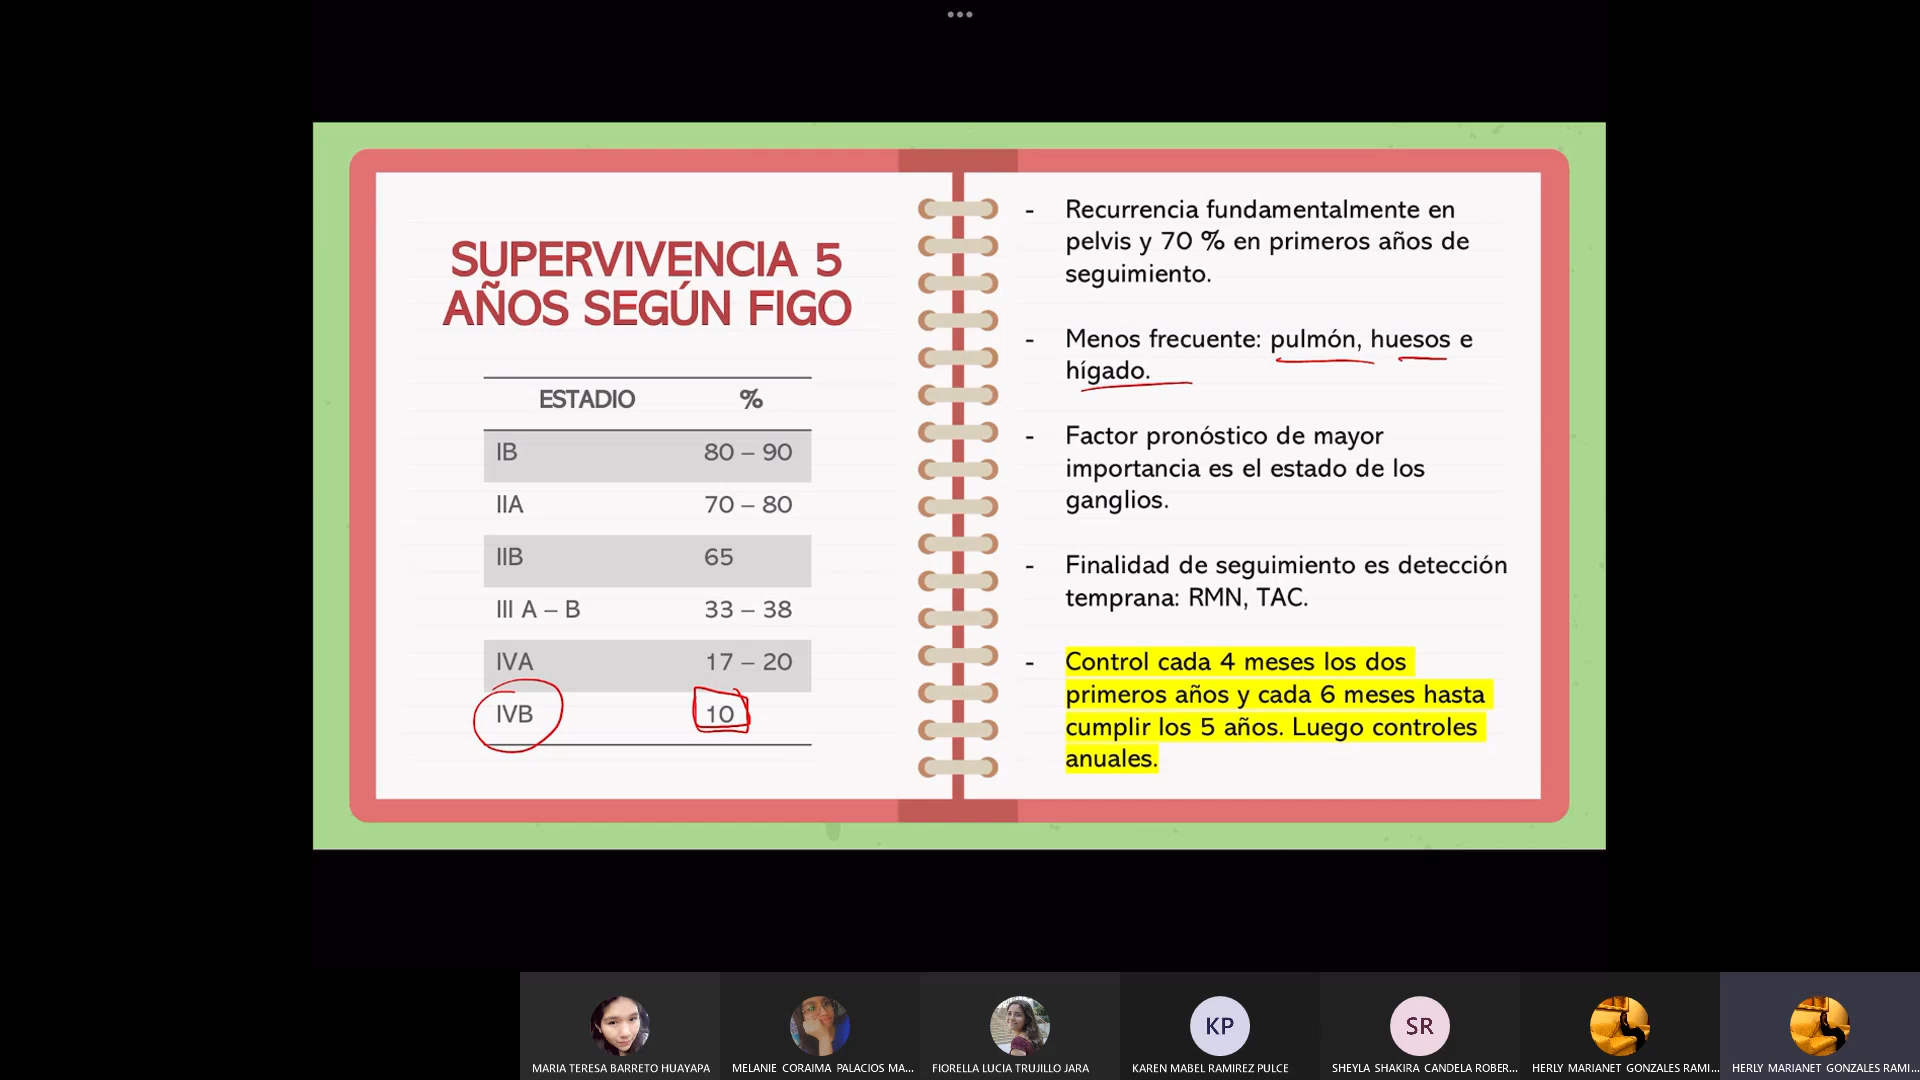 SUPERVIVENCIA 5
AÑOS SEGÚN FIGO
ESTADIO %
IB 80 – 90
IIA 70 – 80
IIB 65
III A – B 33 – 38
IVA 17 – 20
IVB 10
- Recurrencia fundamentalmente en
pelvis y 70 % en primeros años de
seguimiento.
- Menos frecuente: pulmón, huesos e
hígado.
- Factor pronóstico de mayor
importancia es el estado de los
ganglios.
- Finalidad de seguimiento es detección
temprana: RMN, TAC.
- Control cada 4 meses los dos
primeros años y cada 6 meses hasta
cumplir los 5 años. Luego controles
anuales.
KP
SR
MARIA TERESA BARRETO HUAYAPA
MELANIE CORAIMA PALACIOS MA...
FIORELLA LUCIA TRUJILLO JARA
KAREN MABEL RAMIREZ PULCE
SHEYLA SHAKIRA CANDELA ROBER...
HERLY MARIANET GONZALES RAMI...
HERLY MARIANET GONZALES RAMI...